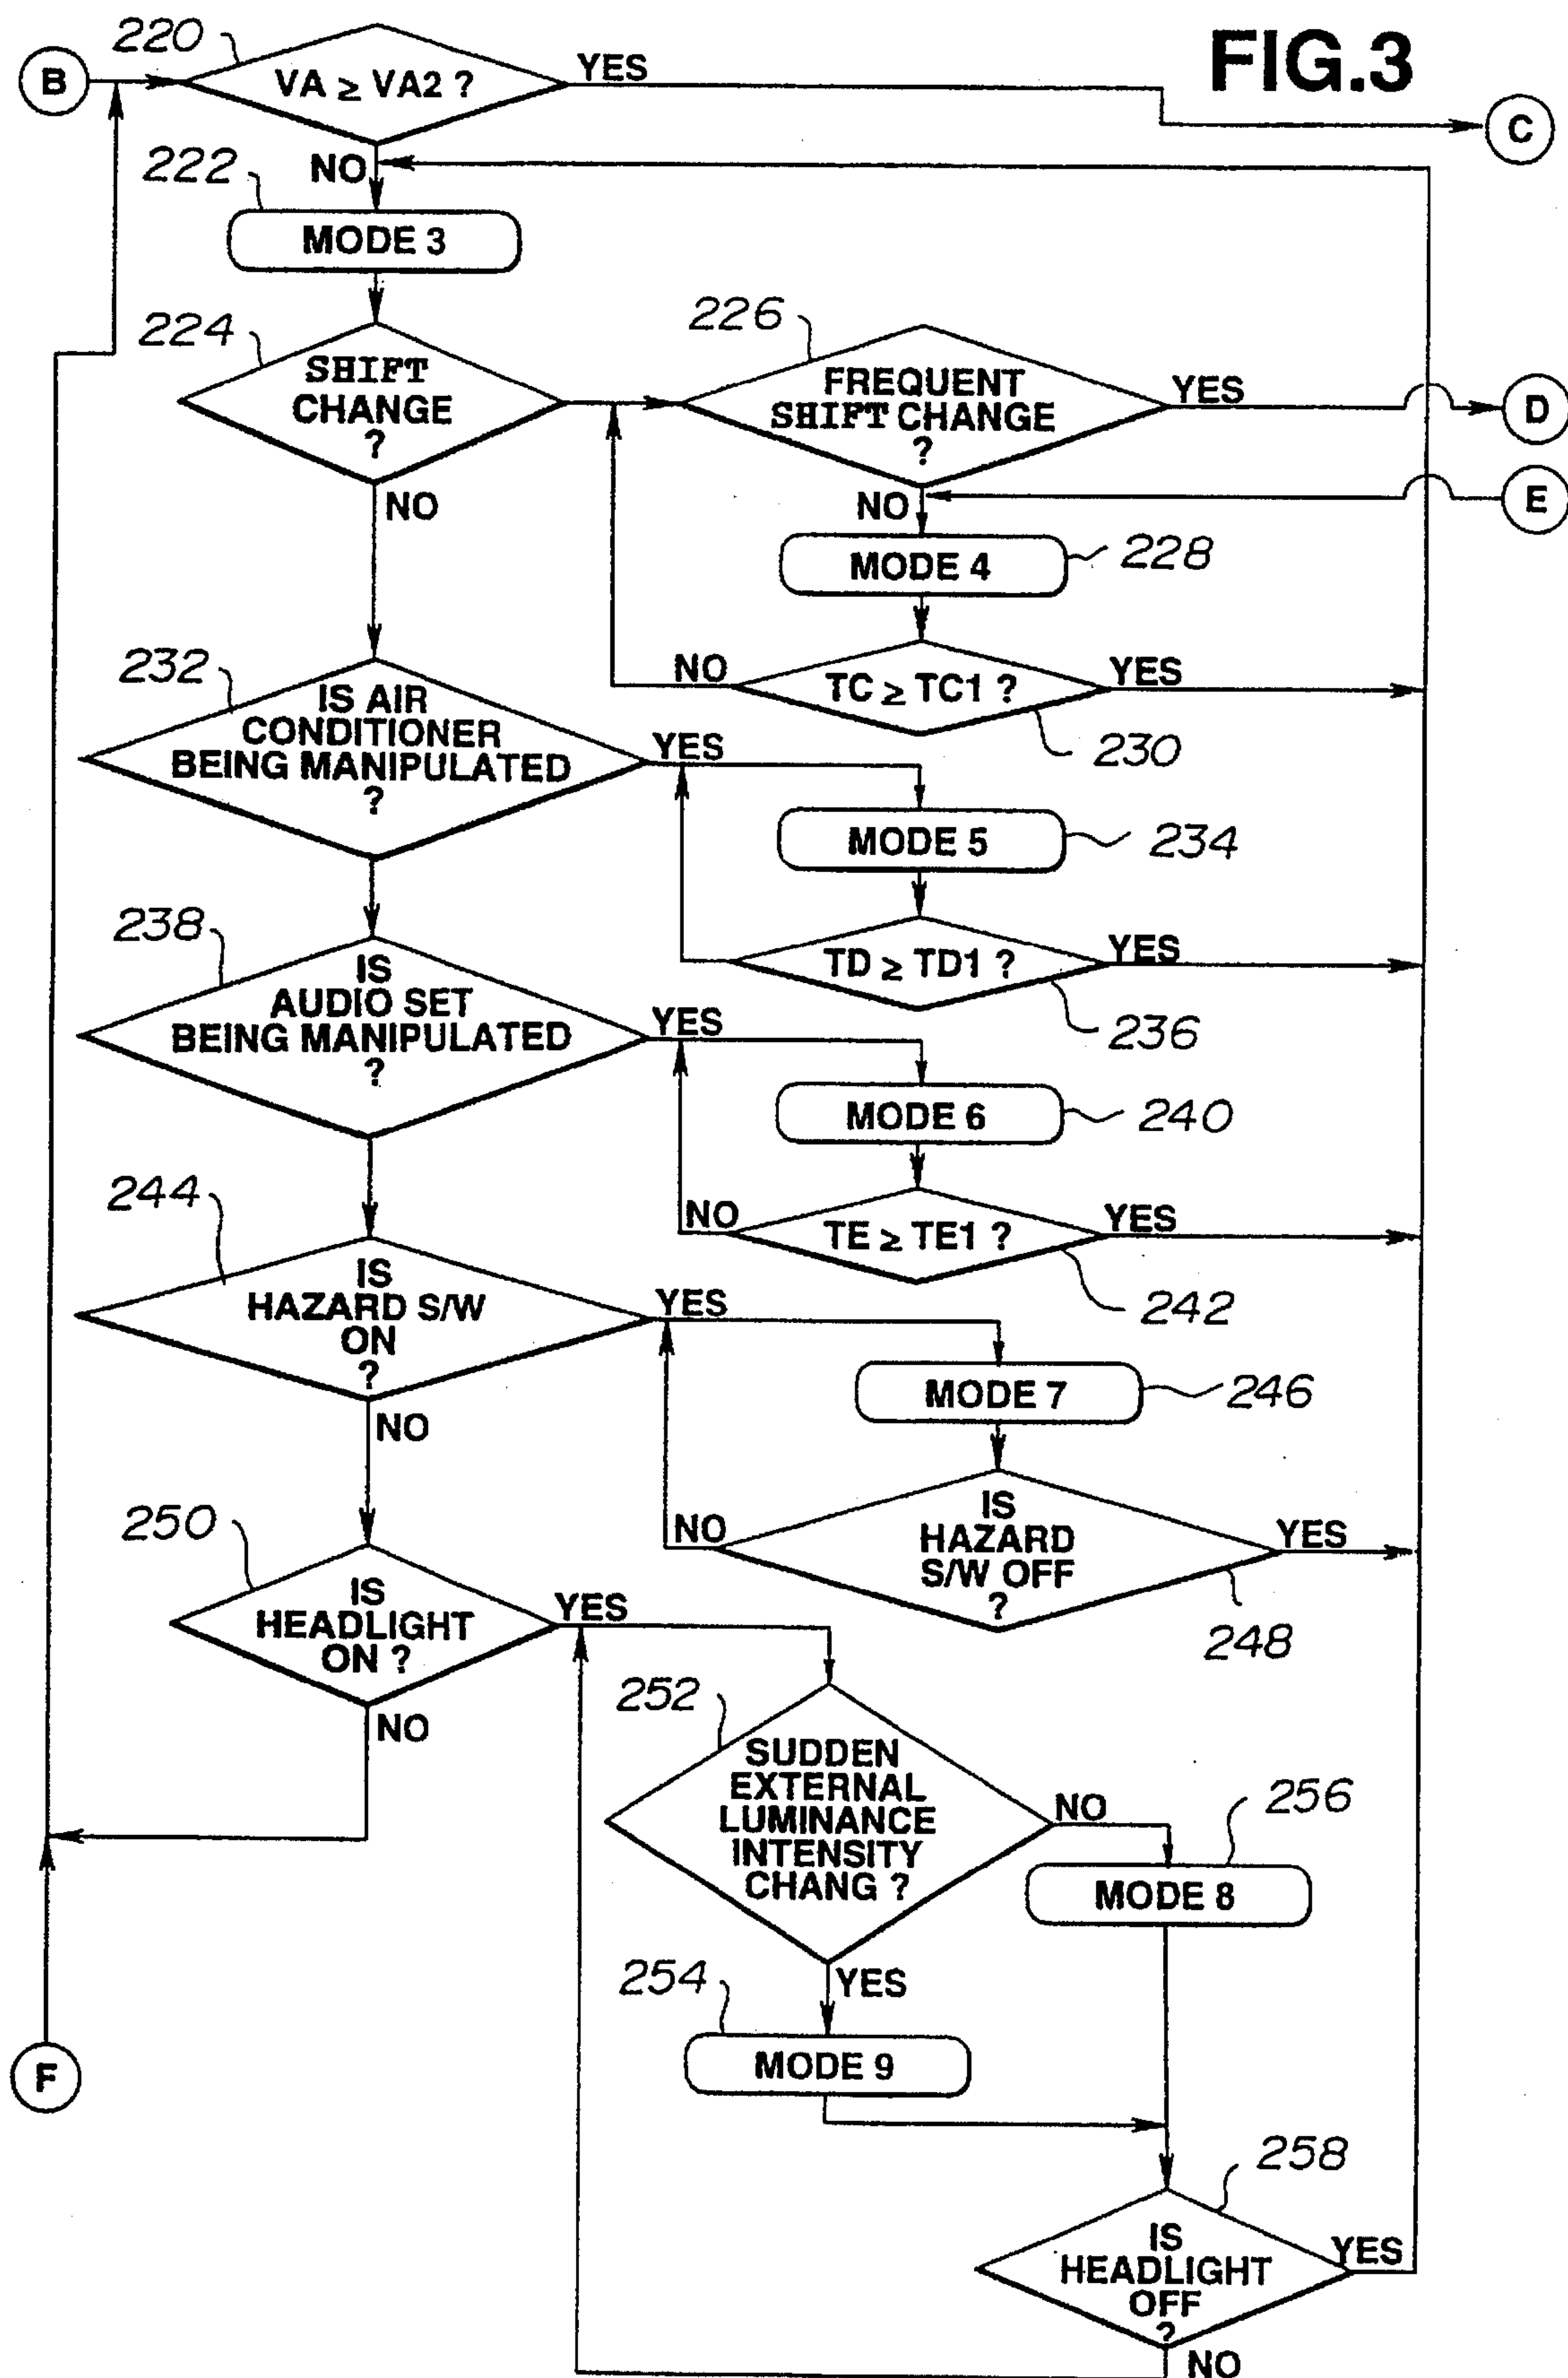 FIG.3
220
B
VA ≥ VA2 ?
YES
C
222
NO
MODE 3
224
SHIFT
CHANGE
?
226
FREQUENT
SHIFT CHANGE
?
YES
D
NO
NO
E
MODE 4
228
NO
TC ≥ TC1 ?
YES
230
232
IS AIR
CONDITIONER
BEING MANIPULATED
?
YES
MODE 5
234
TD ≥ TD1 ?
YES
236
238
IS
AUDIO SET
BEING MANIPULATED
?
YES
MODE 6
240
NO
TE ≥ TE1 ?
YES
242
244
IS
HAZARD S/W
ON
?
YES
MODE 7
246
NO
NO
IS
HAZARD
S/W OFF
?
YES
248
250
IS
HEADLIGHT
ON ?
YES
NO
252
SUDDEN
EXTERNAL
LUMINANCE
INTENSITY
CHANG ?
NO
256
MODE 8
254
YES
MODE 9
F
258
IS
HEADLIGHT
OFF
?
YES
NO